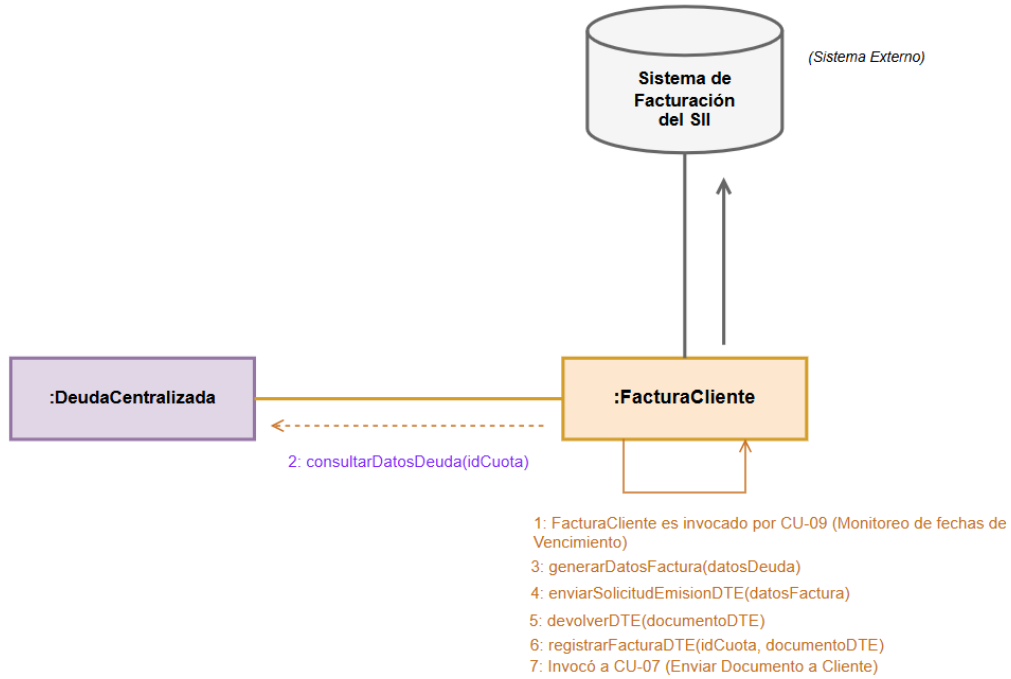 Sistema de
Facturación
del SII
(Sistema Externo)
:DeudaCentralizada
:FacturaCliente
2: consultarDatosDeuda(idCuota)
1: FacturaCliente es invocado por CU-09 (Monitoreo de fechas de
Vencimiento)
3: generarDatosFactura(datosDeuda)
4: enviarSolicitudEmisionDTE(datosFactura)
5: devolverDTE(documentoDTE)
6: registrarFacturaDTE(idCuota, documentoDTE)
7: Invocó a CU-07 (Enviar Documento a Cliente)